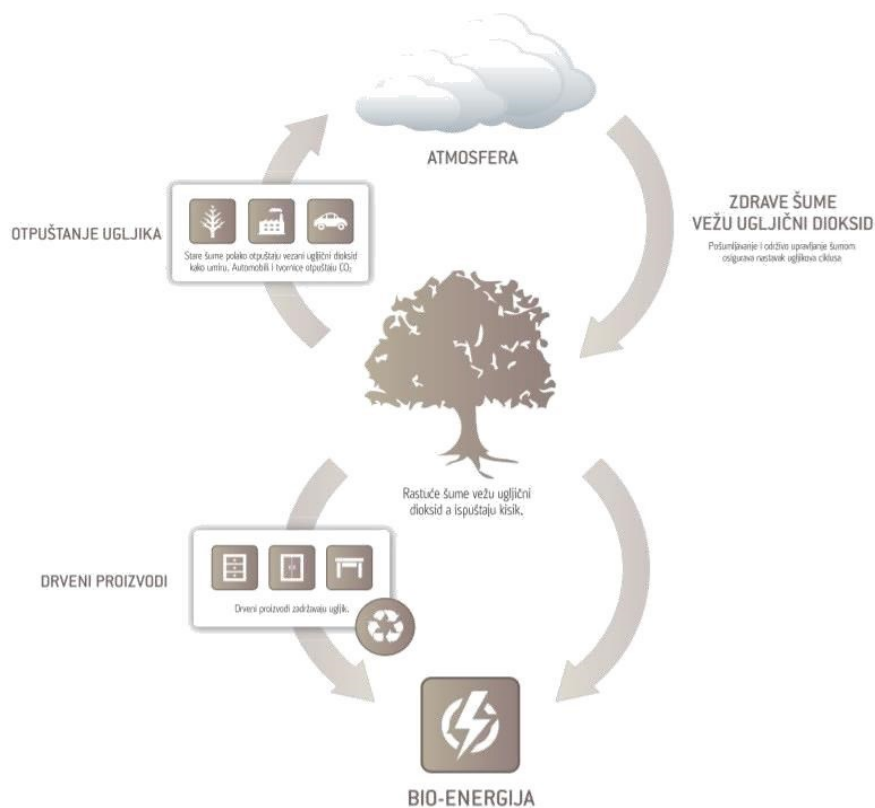 ATMOSFERA
OTPUŠTANJE UGLJIKA
Stare šume polako otpuštaju vezani ugljični dioksid
kako umiru. Automobili i tvornice otpuštaju CO₂
ZDRAVE ŠUME
VEŽU UGLJIČNI DIOKSID
Pošumljavanje i održivo upravljanje šumom
osigurava nastavak ugljikova ciklusa
Rastuće šume vežu ugljični
dioksid a ispuštaju kisik.
DRVENI PROIZVODI
Drveni proizvodi zadržavaju ugljik.
BIO-ENERGIJA